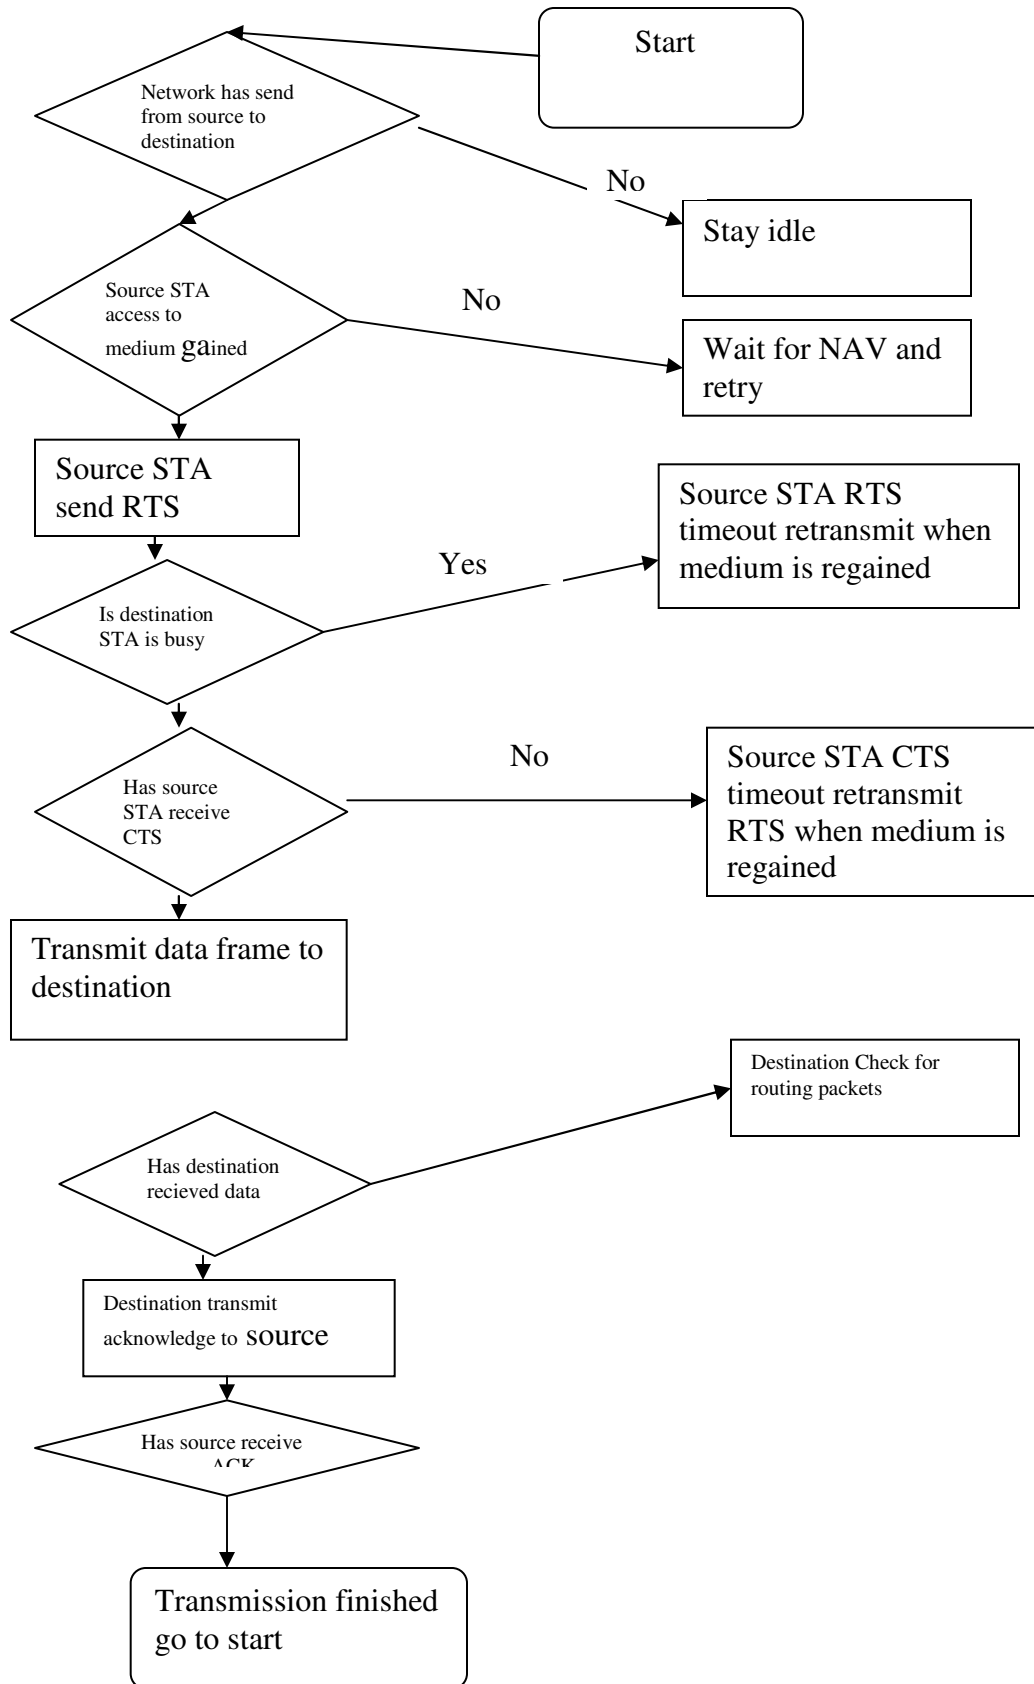 Start
Network has send
from source to
destination
No
Stay idle
Source STA
access to
medium gained
No
Wait for NAV and
retry
Source STA
send RTS
Source STA RTS
timeout retransmit when
medium is regained
Yes
Is destination
STA is busy
Has source
STA receive
CTS
No
Source STA CTS
timeout retransmit
RTS when medium is
regained
Transmit data frame to
destination
Destination Check for
routing packets
Has destination
recieved data
Destination transmit
acknowledge to source
Has source receive
ACK
Transmission finished
go to start